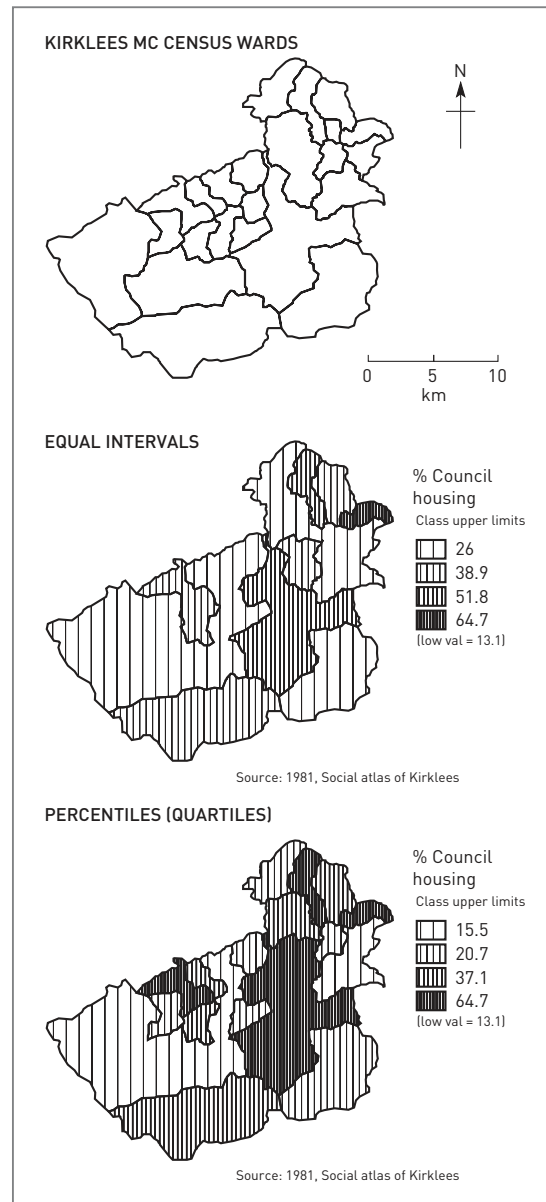 KIRKLEES MC CENSUS WARDS
N
0 5 10
km
EQUAL INTERVALS
% Council
housing
Class upper limits
26
38.9
51.8
64.7
(low val = 13.1)
Source: 1981, Social atlas of Kirklees
PERCENTILES (QUARTILES)
% Council
housing
Class upper limits
15.5
20.7
37.1
64.7
(low val = 13.1)
Source: 1981, Social atlas of Kirklees